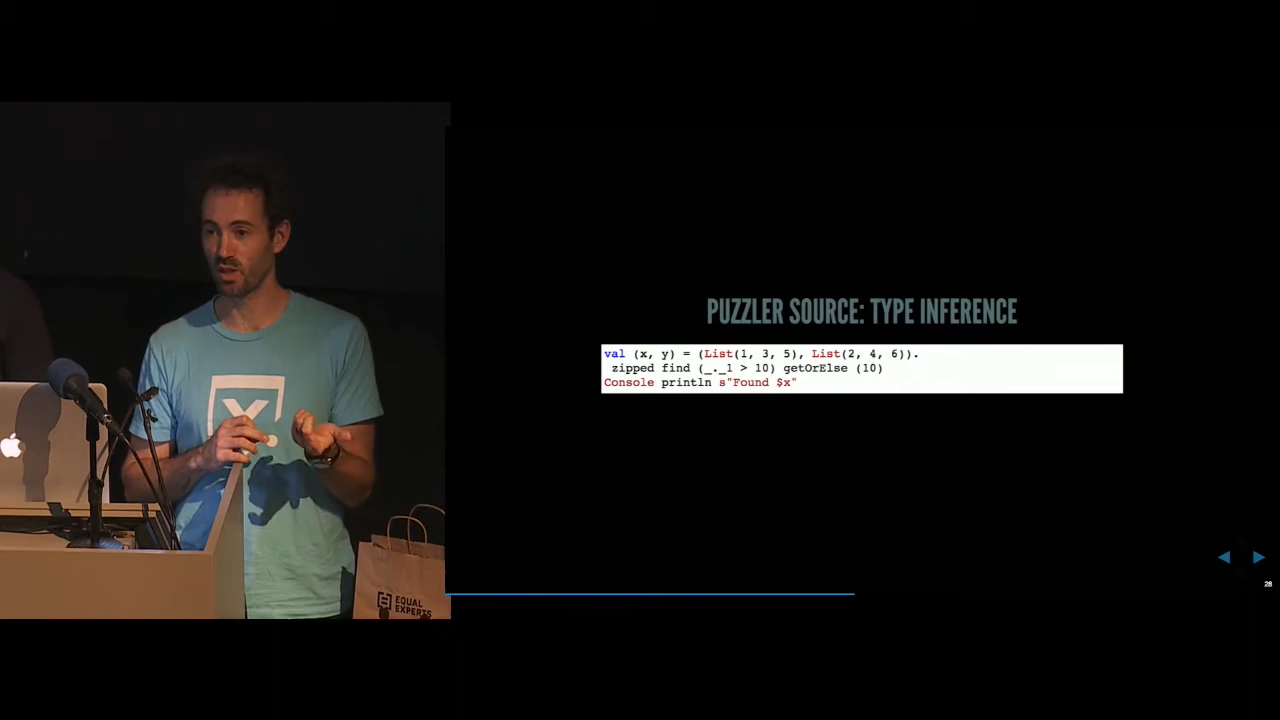 PUZZLER SOURCE: TYPE INFERENCE
val (x, y) = (List(1, 3, 5), List(2, 4, 6)).
zipped find (_._1 > 10) getOrElse (10)
Console println s"Found $x"
X.
EQUAL
EXPERTS
28